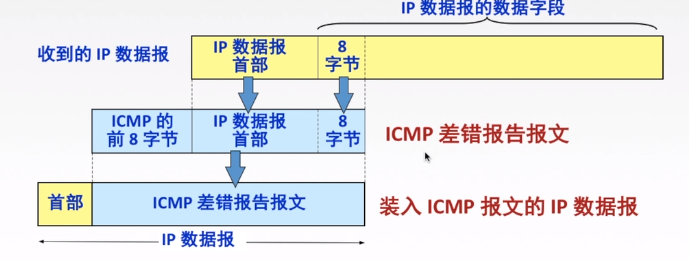 IP 数据报的数据字段
收到的 IP 数据报
IP 数据报
首部
8
字节
ICMP 的
前 8 字节
IP 数据报
首部
8
字节
ICMP 差错报告报文
首部
ICMP 差错报告报文
装入 ICMP 报文的 IP 数据报
IP 数据报